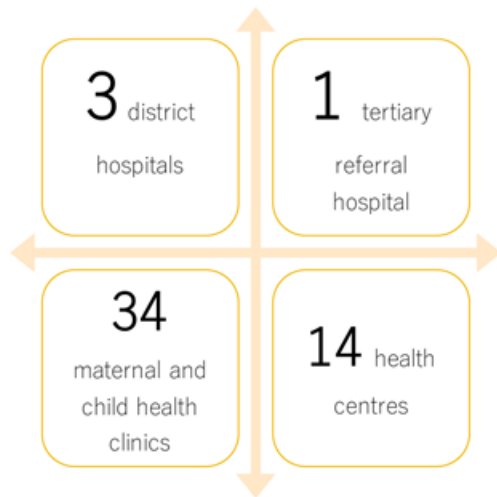 3 district
hospitals
1 tertiary
referral
hospital
34
maternal and
child health
clinics
14 health
centres